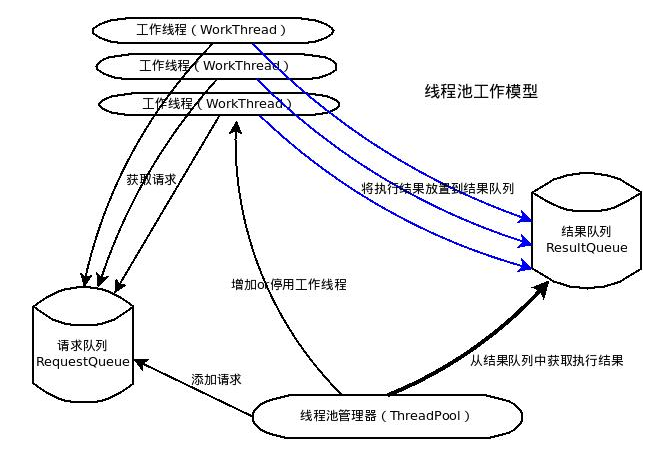 工作线程（WorkThread）
工作线程（WorkThread）
工作线程（WorkThread）
线程池工作模型
获取请求
将执行结果放置到结果队列
结果队列
ResultQueue
增加or停用工作线程
请求队列
RequestQueue
从结果队列中获取执行结果
添加请求
线程池管理器（ThreadPool）